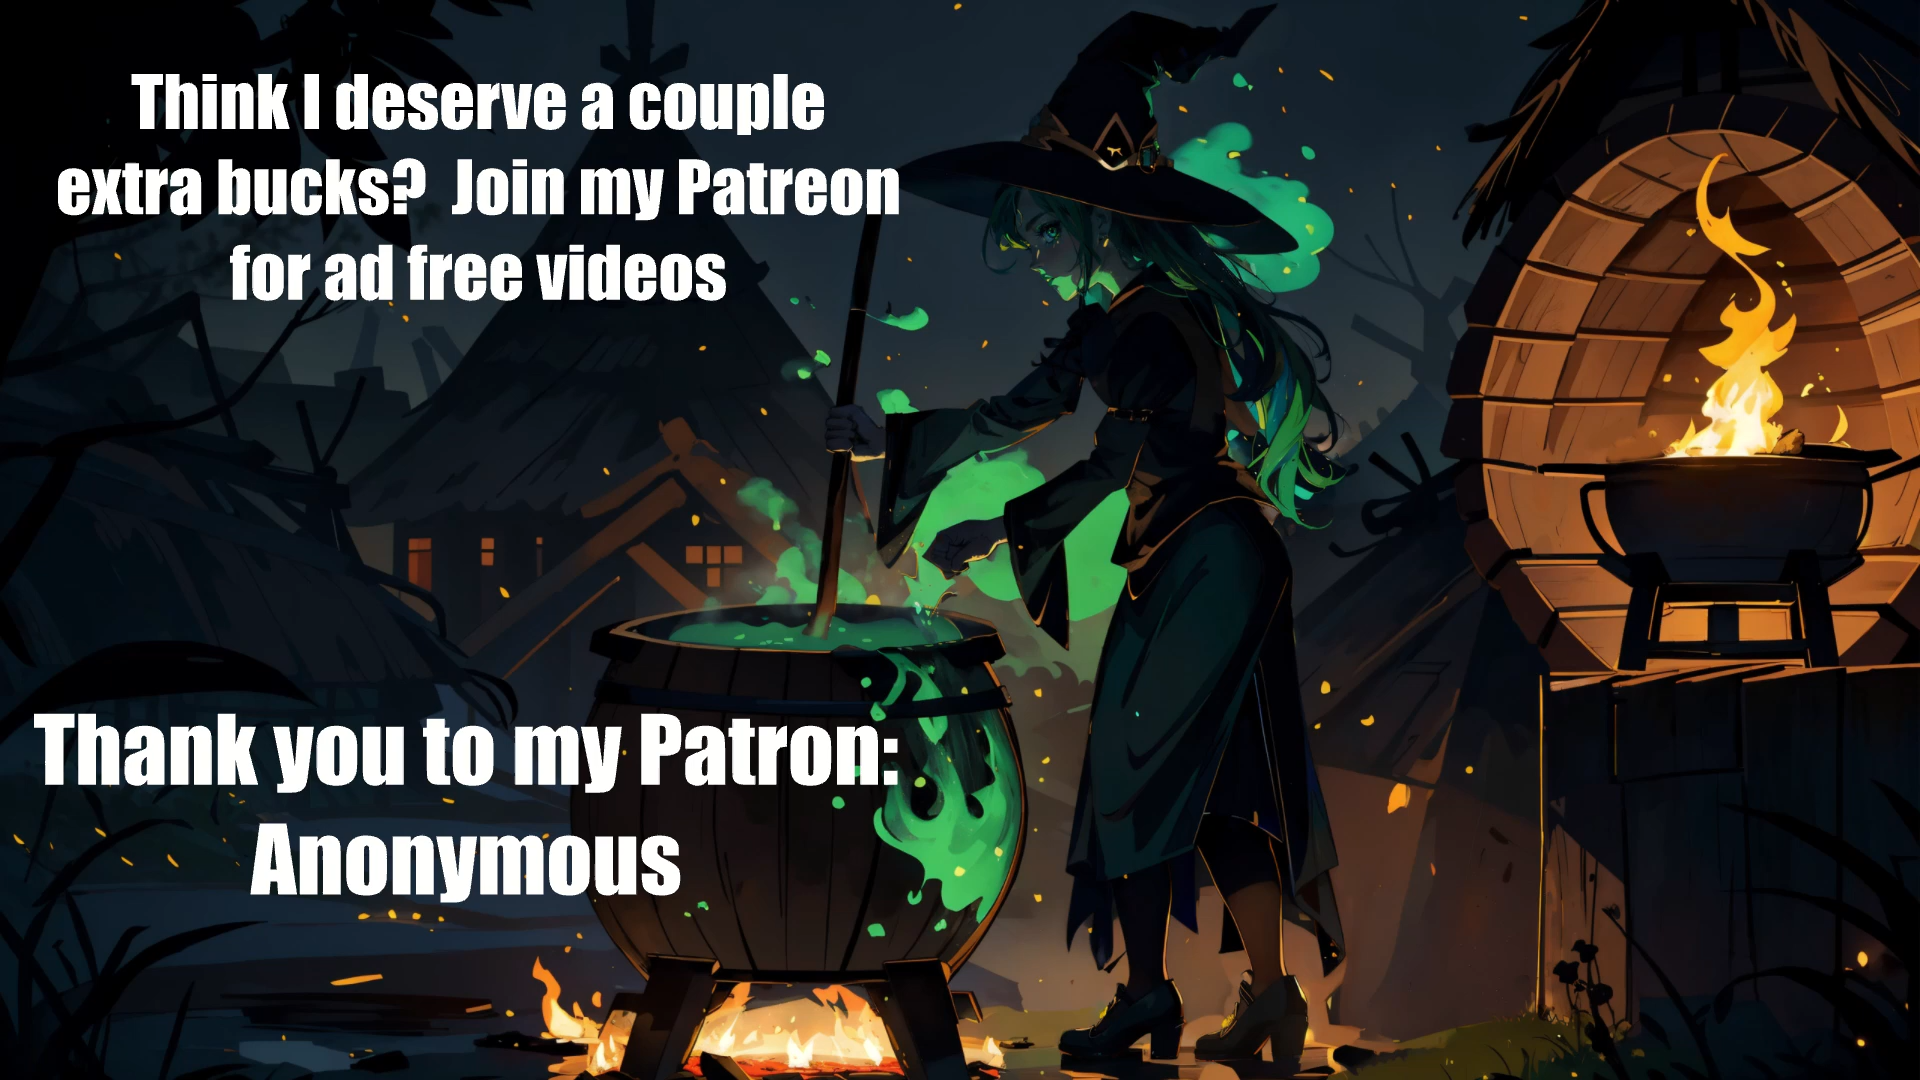 Think I deserve a couple
extra bucks?  Join my Patreon
for ad free videos
Thank you to my Patron:
Anonymous